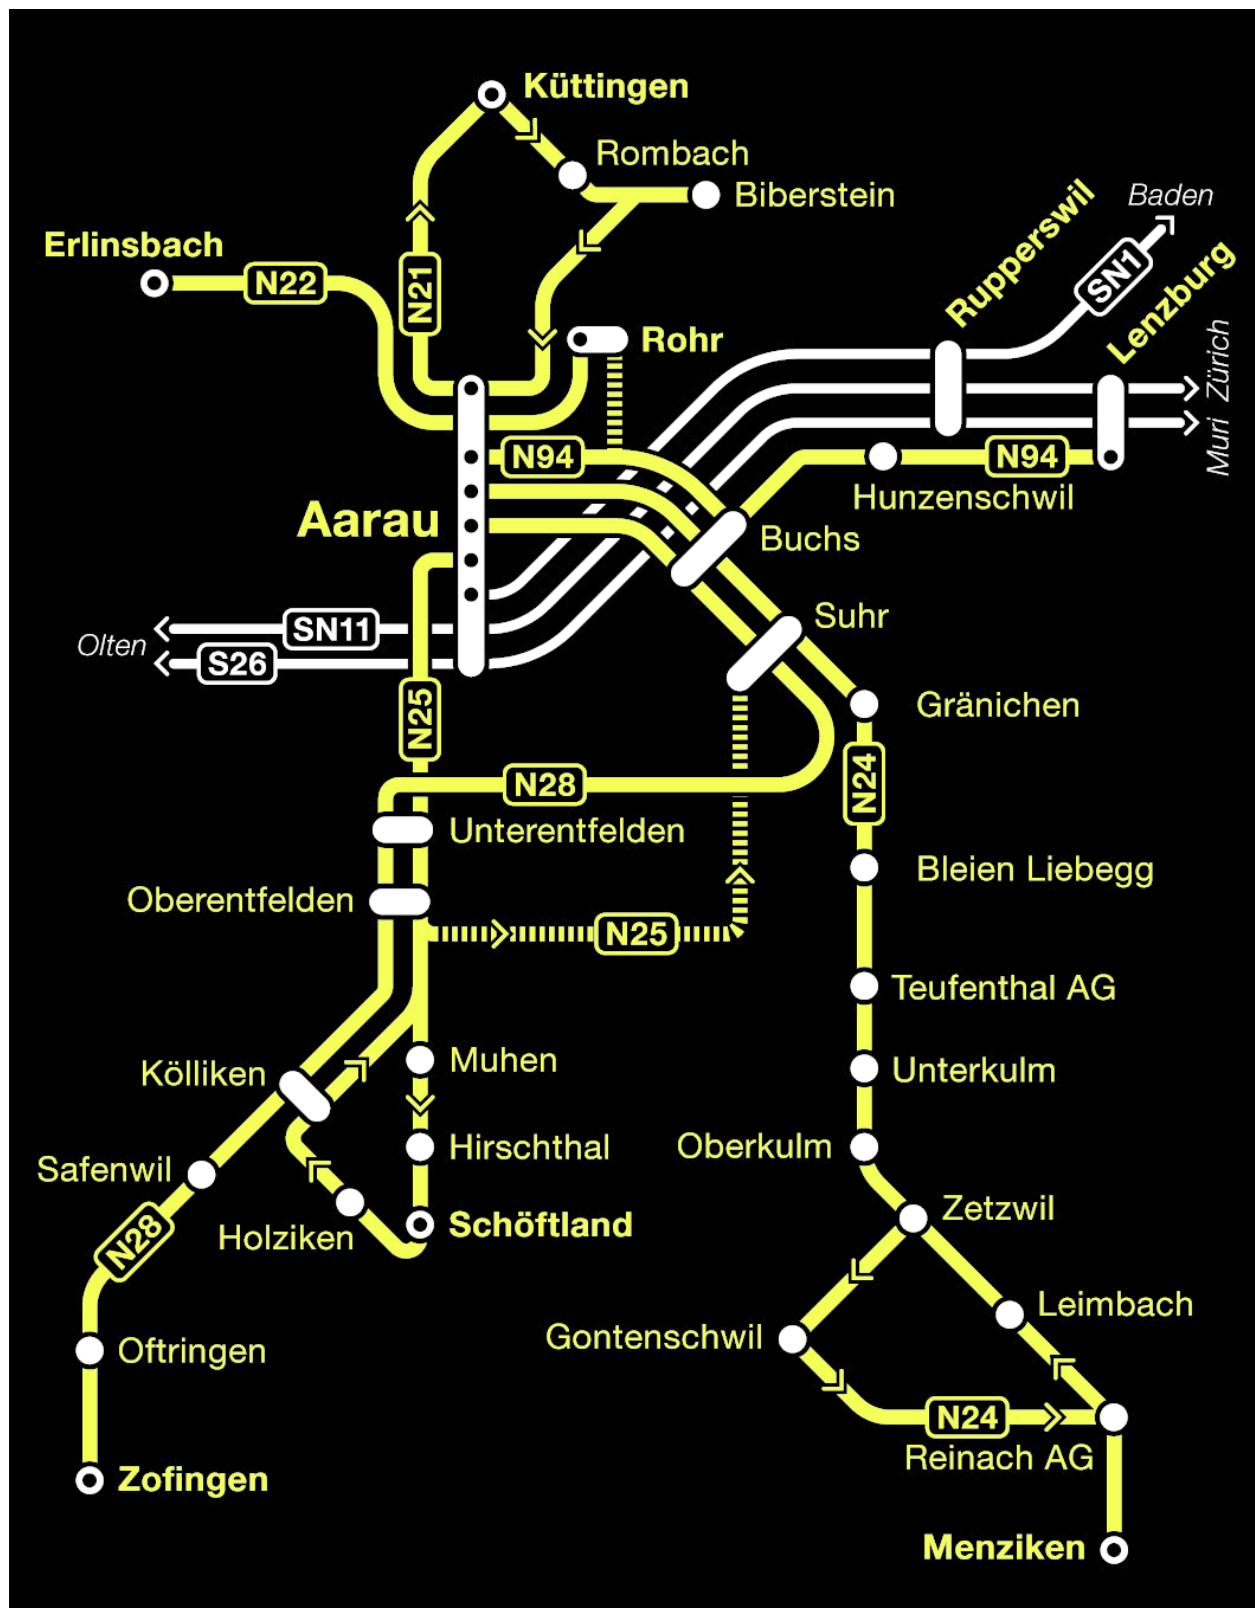 Küttingen
Rombach
Biberstein
Baden
Erlinsbach
N22
N21
Rohr
Ruppertswil
SN1
Lenzburg
Zürich
Muri
N94
N94
Hunzenschwil
Aarau
Buchs
Suhr
SN11
Olten
S26
N25
Gränichen
N28
N24
Unterentfelden
Bleien Liebegg
Oberentfelden
N25
Teufenthal AG
Muhen
Kölliken
Unterkulm
Hirschthal
Oberkulm
Safenwil
Zetzwil
Holziken
Schöftland
N28
Leimbach
Gontenschwil
Oftringen
N24
Reinach AG
Zofingen
Menziken